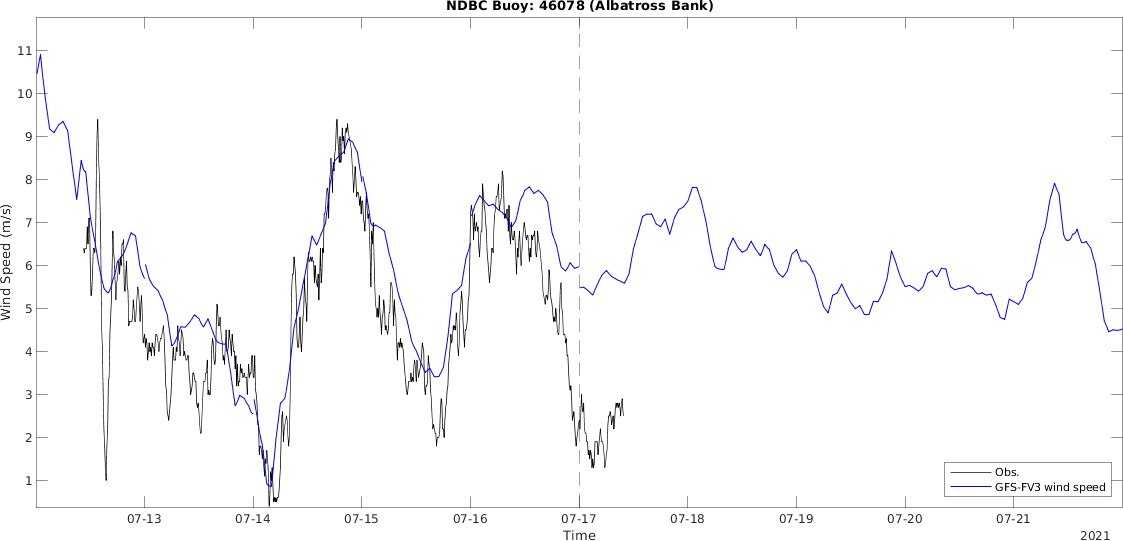 NDBC Buoy: 46078 (Albatross Bank)
11
10
9
8
7
6
5
4
3
2
1
Wind Speed (m/s)
Obs.
GFS-FV3 wind speed
07-13 07-14 07-15 07-16 07-17 07-18 07-19 07-20 07-21
Time
2021